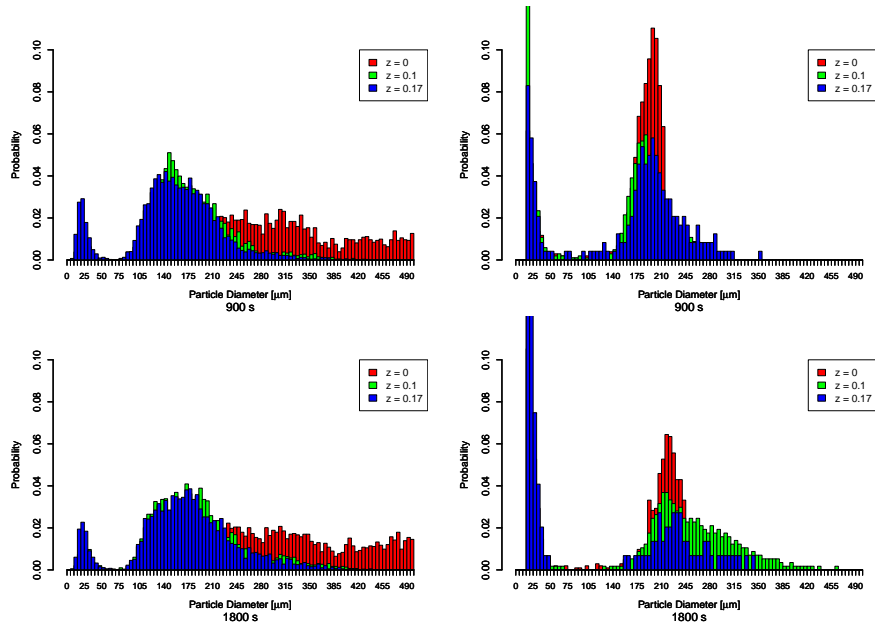 0.00 0.02 0.04 0.06 0.08 0.10
Probability
z = 0
z = 0.1
z = 0.17
0 25 50 75 105 140 175 210 245 280 315 350 385 420 455 490
Particle Diameter [μm]
900 s
0.00 0.02 0.04 0.06 0.08 0.10
Probability
z = 0
z = 0.1
z = 0.17
0 25 50 75 105 140 175 210 245 280 315 350 385 420 455 490
Particle Diameter [μm]
900 s
0.00 0.02 0.04 0.06 0.08 0.10
Probability
z = 0
z = 0.1
z = 0.17
0 25 50 75 105 140 175 210 245 280 315 350 385 420 455 490
Particle Diameter [μm]
1800 s
0.00 0.02 0.04 0.06 0.08 0.10
Probability
z = 0
z = 0.1
z = 0.17
0 25 50 75 105 140 175 210 245 280 315 350 385 420 455 490
Particle Diameter [μm]
1800 s